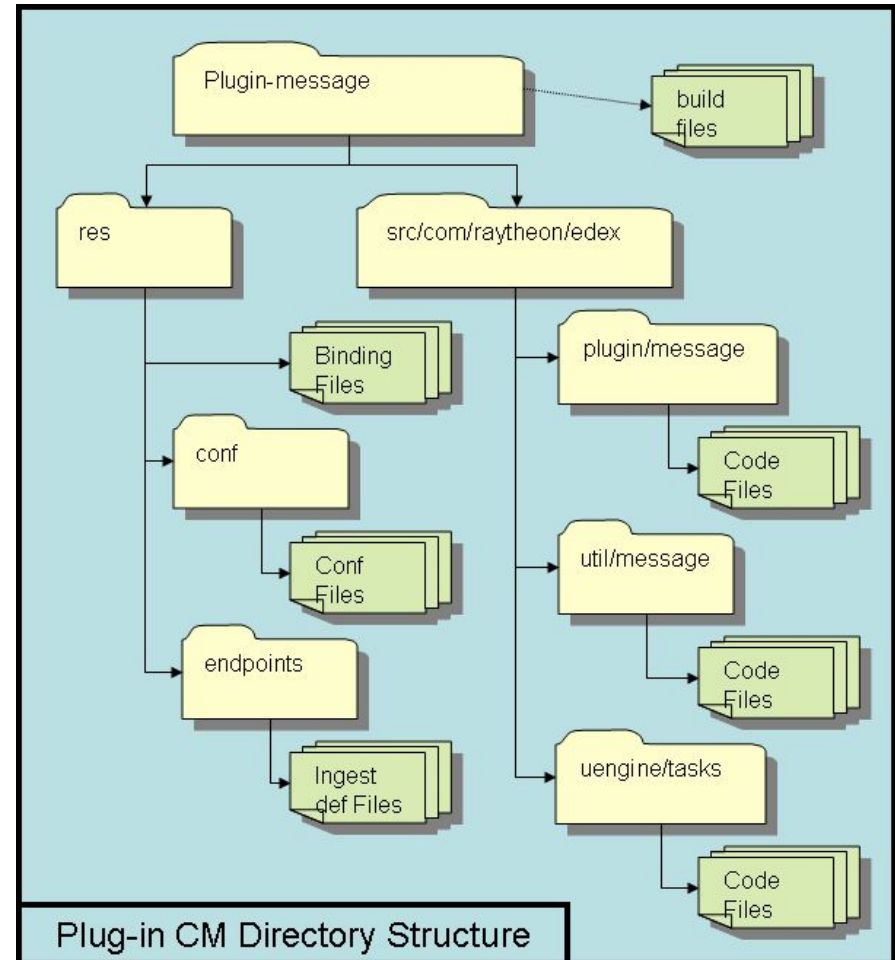 Plugin-message
build
files
res
src/com/raytheon/edex
Binding
Files
plugin/message
conf
Code
Files
Conf
Files
util/message
endpoints
Code
Files
Ingest
def Files
uengine/tasks
Code
Files
Plug-in CM Directory Structure